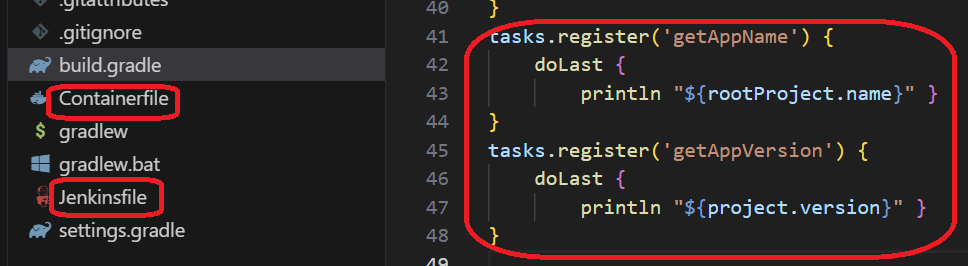 .gitattributes
.gitignore
build.gradle
Containerfile
gradlew
gradlew.bat
Jenkinsfile
settings.gradle
40 }
41 tasks.register('getAppName') {
42 doLast {
43 println "${rootProject.name}" }
44 }
45 tasks.register('getAppVersion') {
46 doLast {
47 println "${project.version}" }
48 }
49